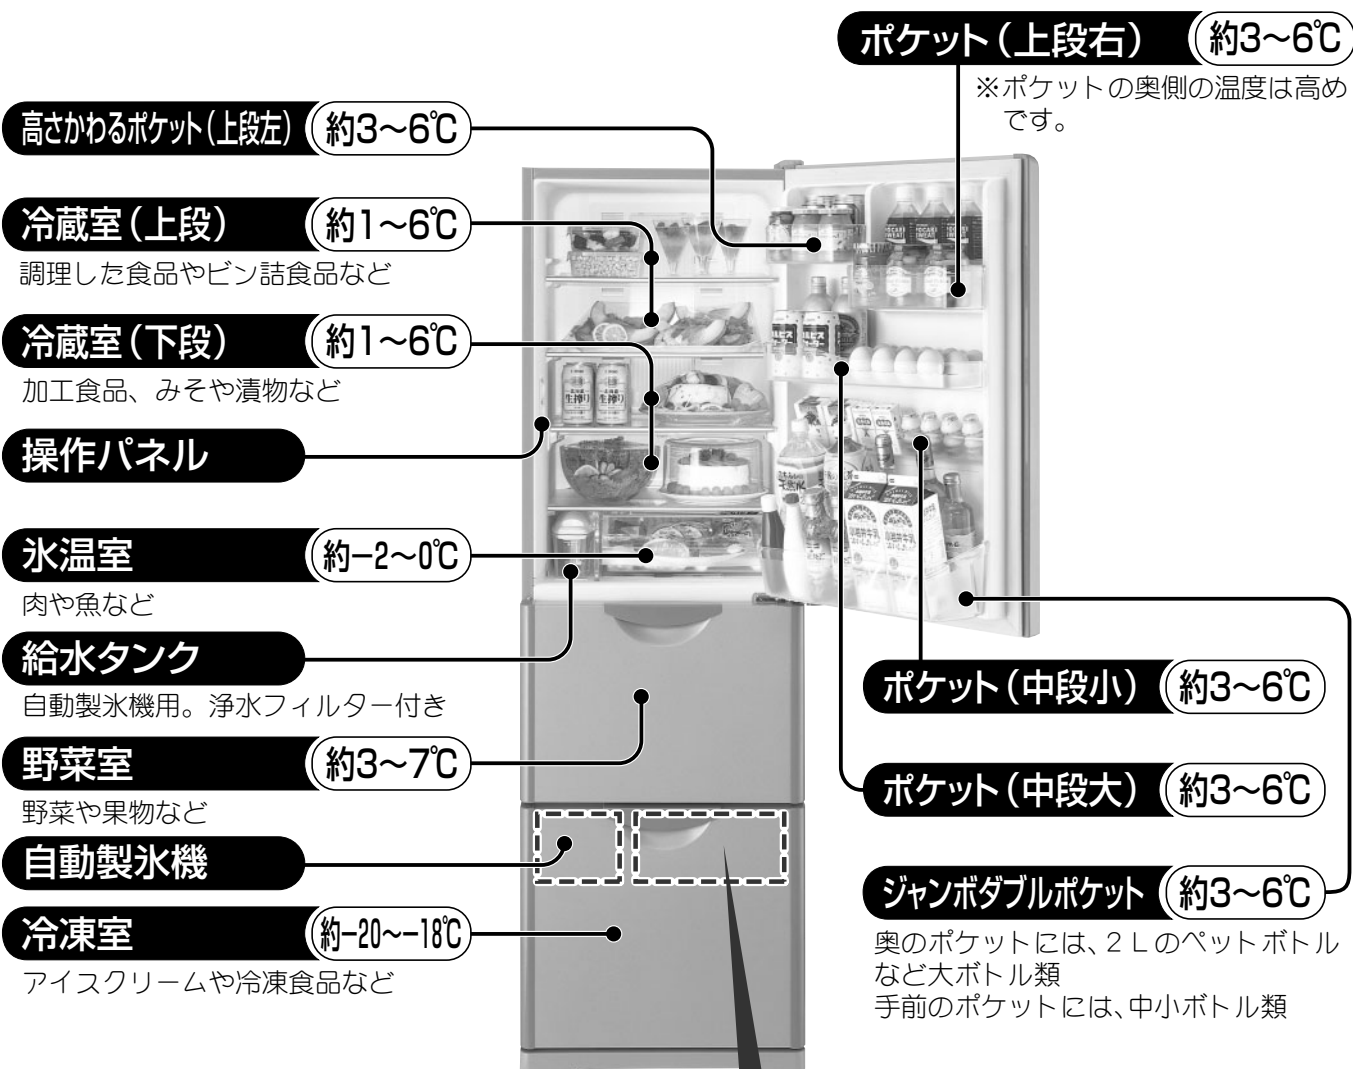 ポケット（上段右） 約3～6℃
※ポケットの奥側の温度は高め
です。
高さかわるポケット（上段左） 約3～6℃
冷蔵室（上段） 約1～6℃
調理した食品やビン詰食品など
冷蔵室（下段） 約1～6℃
加工食品、みそや漬物など
操作パネル
氷温室 約－2～0℃
肉や魚など
給水タンク
自動製氷機用。浄水フィルター付き
野菜室 約3～7℃
野菜や果物など
自動製氷機
冷凍室 約－20～－18℃
アイスクリームや冷凍食品など
ポケット（中段小） 約3～6℃
ポケット（中段大） 約3～6℃
ジャンボダブルポケット 約3～6℃
奥のポケットには、２Ｌのペットボトル
など大ボトル類
手前のポケットには、中小ボトル類
生搾り
生搾り